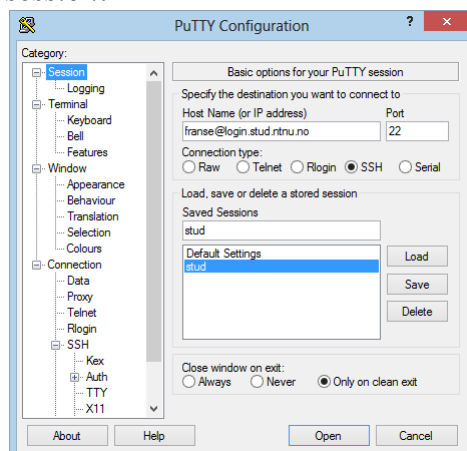 PuTTY Configuration
Category:
Session
Logging
Terminal
Keyboard
Bell
Features
Window
Appearance
Behaviour
Translation
Selection
Colours
Connection
Data
Proxy
Telnet
Rlogin
SSH
Kex
Auth
TTY
X11
Basic options for your PuTTY session
Specify the destination you want to connect to
Host Name (or IP address) Port
franse@login.stud.ntnu.no 22
Connection type:
Raw Telnet Rlogin SSH Serial
Load, save or delete a stored session
Saved Sessions
stud
Default Settings
stud
Load
Save
Delete
Close window on exit:
Always Never Only on clean exit
About Help Open Cancel